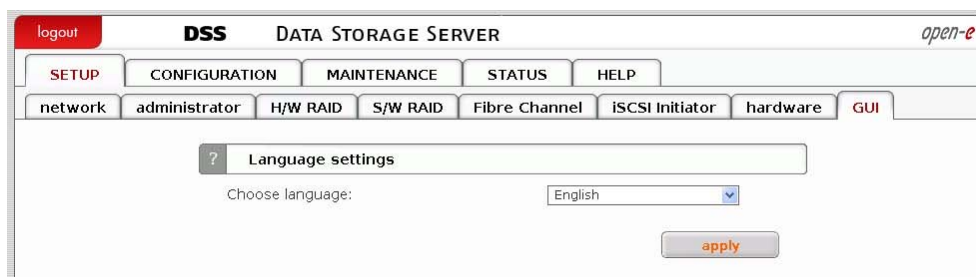 logout DSS DATA STORAGE SERVER open-e
SETUP CONFIGURATION MAINTENANCE STATUS HELP
network administrator H/W RAID S/W RAID Fibre Channel iSCSI Initiator hardware GUI
? Language settings
Choose language: English
apply